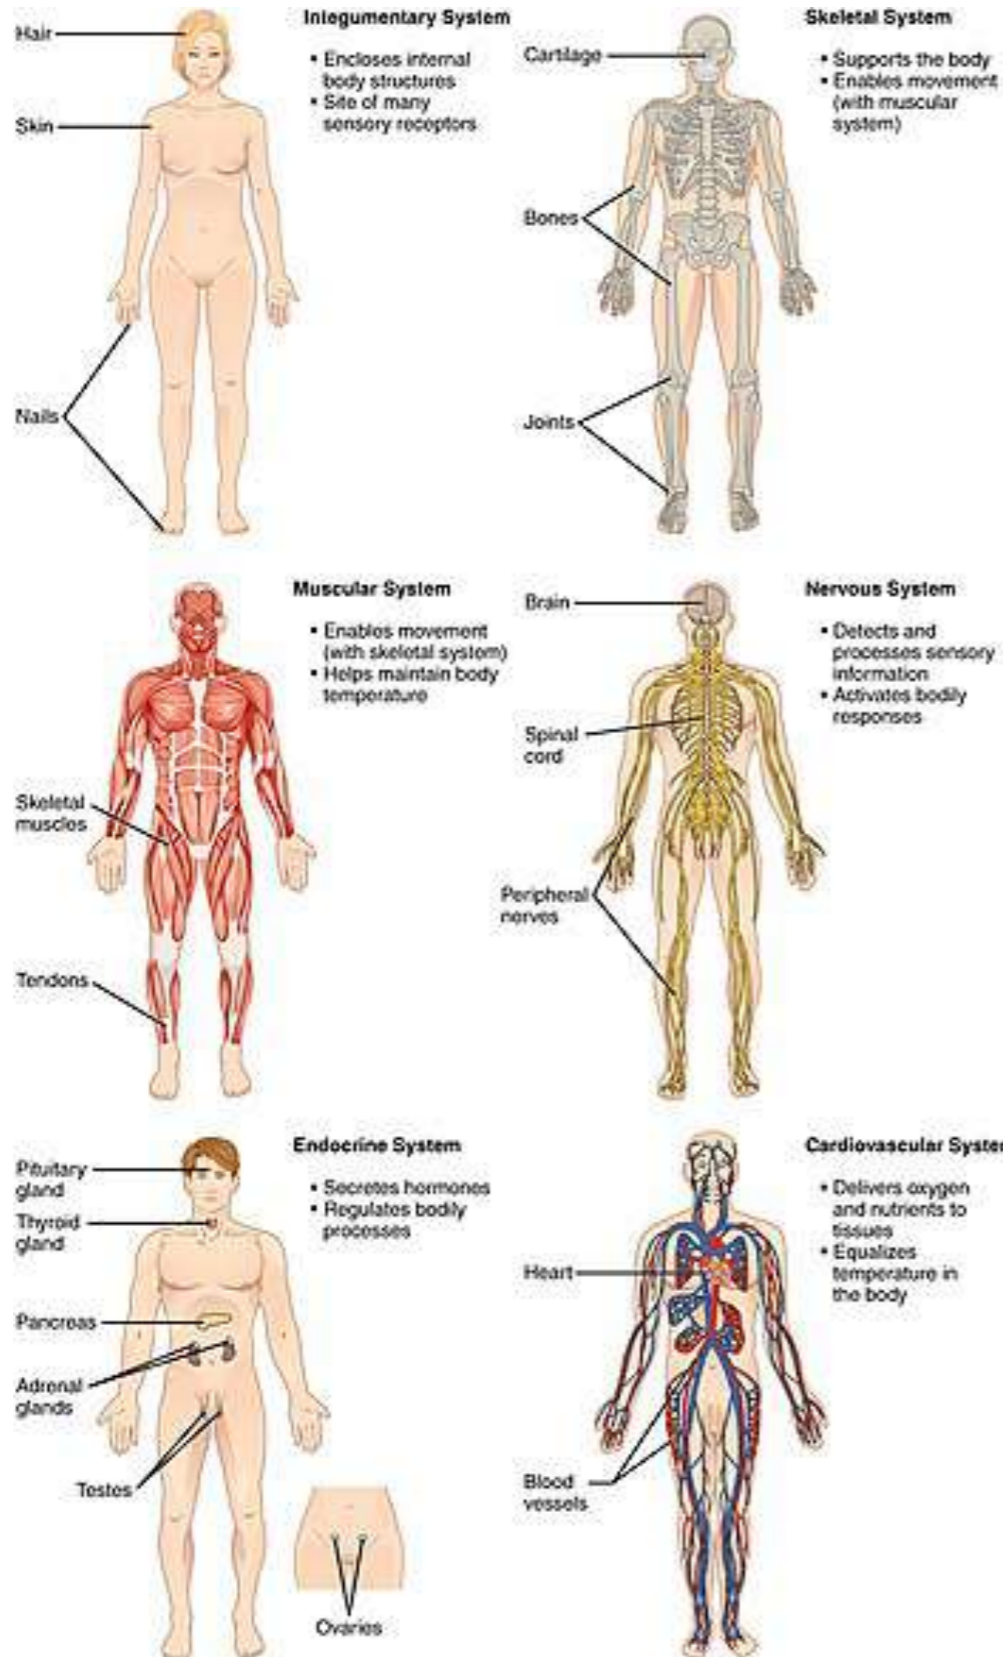 Hair
Skin
Nails
Integumentary System
• Encloses internal
body structures
• Site of many
sensory receptors
Cartilage
Bones
Joints
Skeletal System
• Supports the body
• Enables movement
(with muscular
system)
Skeletal
muscles
Tendons
Muscular System
• Enables movement
(with skeletal system)
• Helps maintain body
temperature
Brain
Spinal
cord
Peripheral
nerves
Nervous System
• Detects and
processes sensory
information
• Activates bodily
responses
Pituitary
gland
Thyroid
gland
Pancreas
Adrenal
glands
Testes
Endocrine System
• Secretes hormones
• Regulates bodily
processes
Ovaries
Heart
Blood
vessels
Cardiovascular Syste
• Delivers oxygen
and nutrients to
tissues
• Equalizes
temperature in
the body